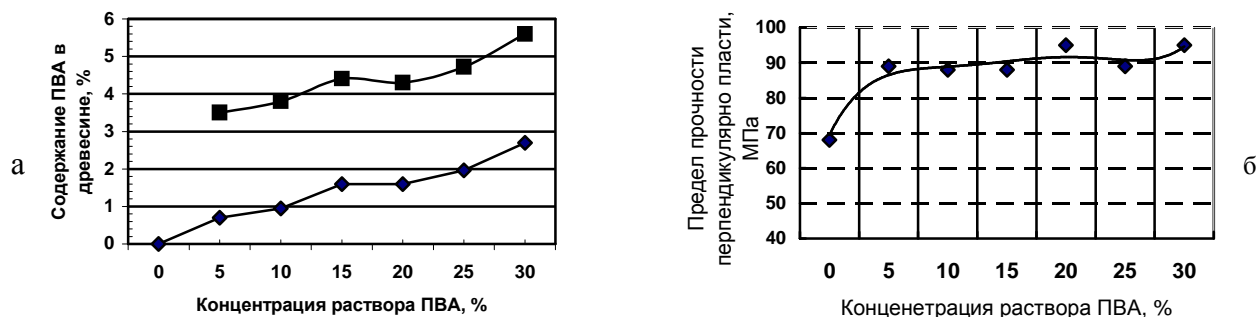 а
Содержание ПВА в
древесине, %
6
5
4
3
2
1
0
0 5 10 15 20 25 30
Концентрация раствора ПВА, %
Предел прочности
перпендикулярно пласти,
МПа
100
90
80
70
60
50
40
0 5 10 15 20 25 30
Конценетрация раствора ПВА, %
б